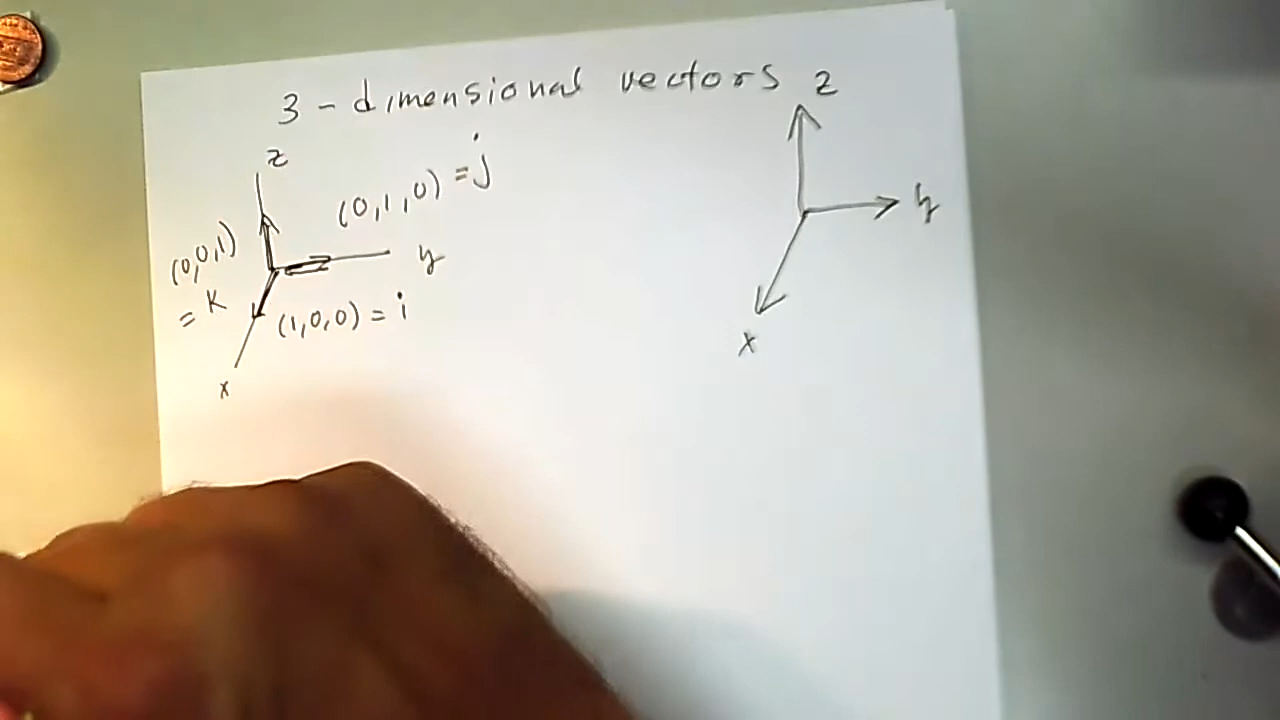 3 - dimensional vectors
z
(0,1,0) = j
(0,0,1)
= k
y
(1,0,0) = i
x
z
y
x